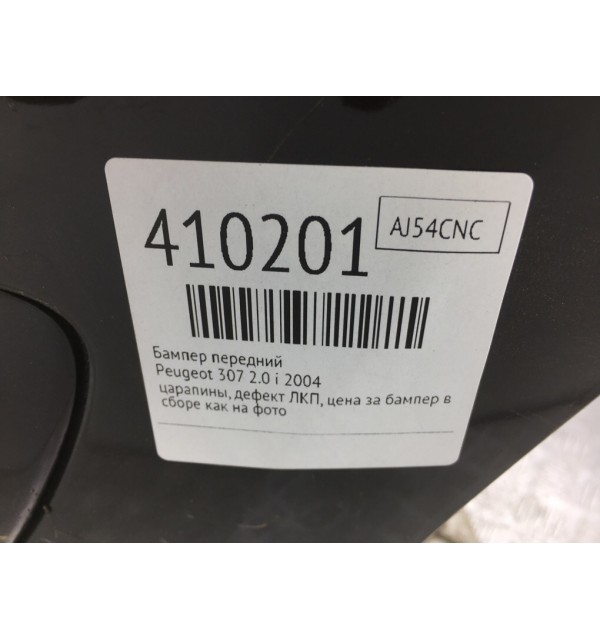 410201
AJ54CNC
Бампер передний
Peugeot 307 2.0 i 2004
царапины, дефект ЛКП, цена за бампер в
сборе как на фото